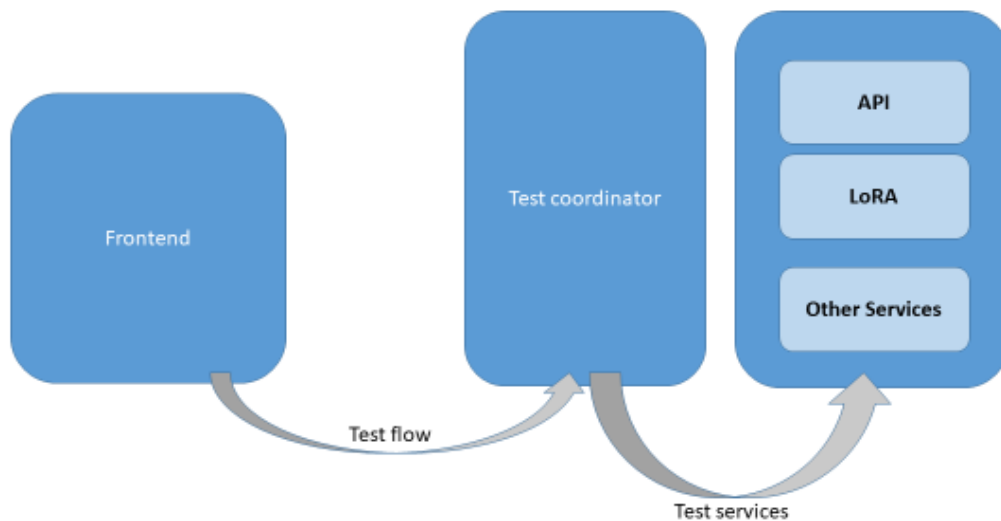 Frontend
Test coordinator
API
LoRA
Other Services
Test flow
Test services